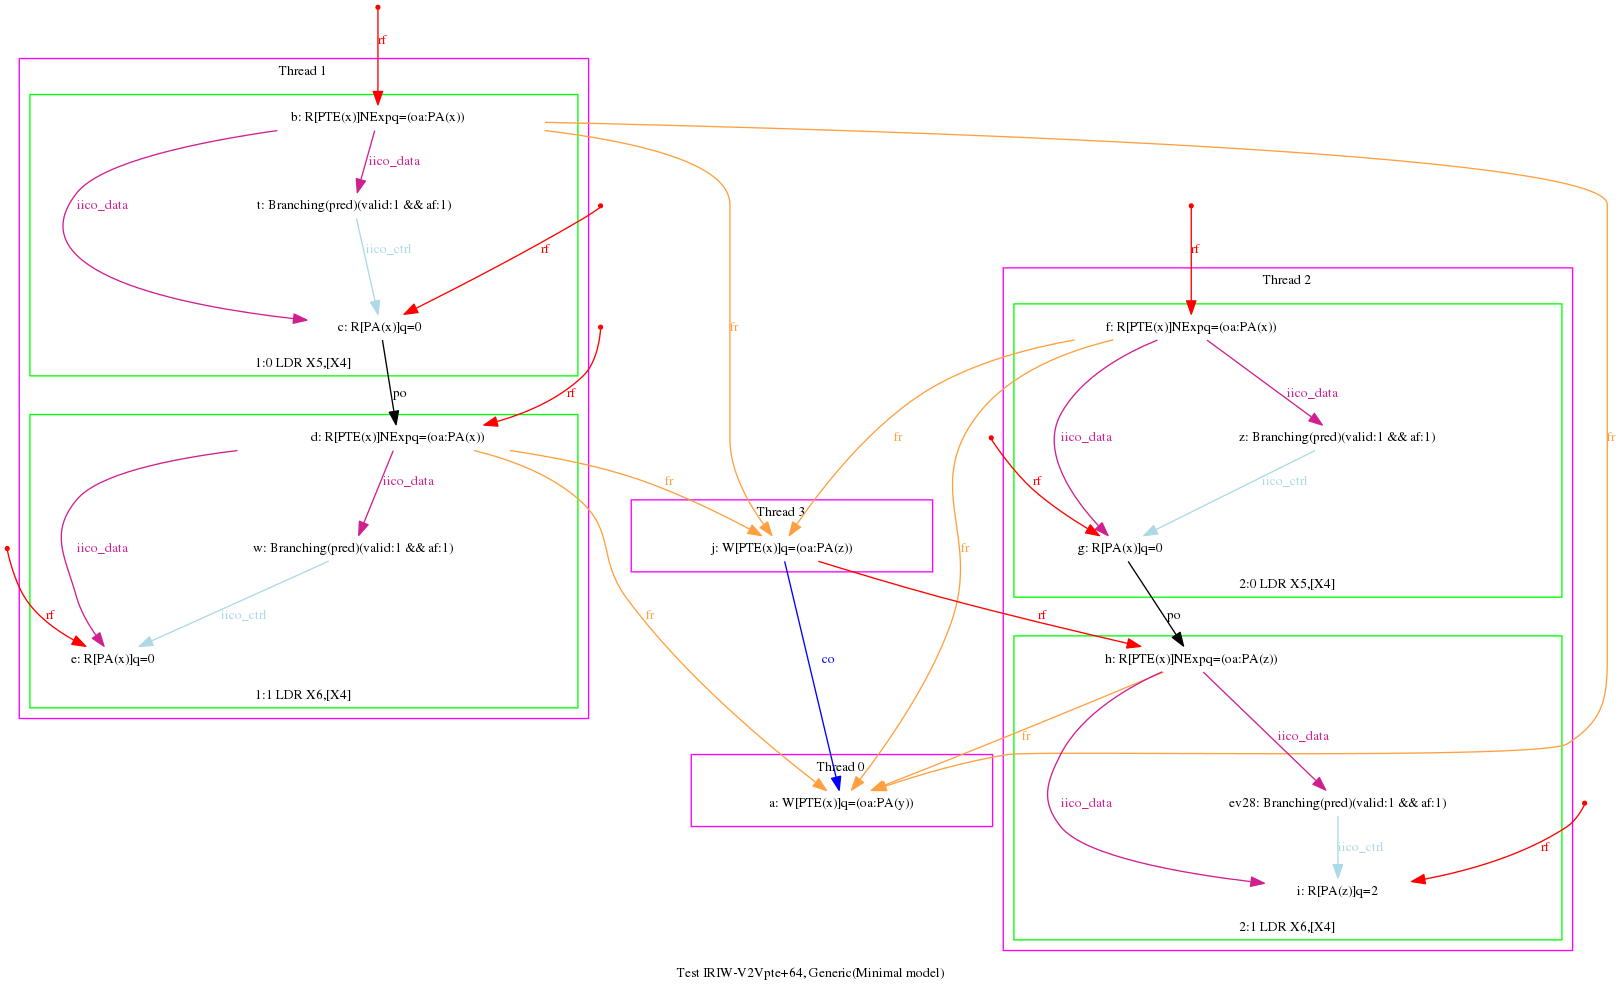 rf
Thread 1
b: R[PTE(x)]NExpq=(oa:PA(x))
iico_data
iico_data
t: Branching(pred)(valid:1 && af:1)
iico_ctrl
rf
rf
c: R[PA(x)]q=0
1:0 LDR X5,[X4]
po
rf
d: R[PTE(x)]NExpq=(oa:PA(x))
iico_data
iico_data
w: Branching(pred)(valid:1 && af:1)
iico_ctrl
rf
e: R[PA(x)]q=0
1:1 LDR X6,[X4]
fr
fr
fr
fr
fr
fr
fr
Thread 3
j: W[PTE(x)]q=(oa:PA(z))
co
rf
Thread 0
a: W[PTE(x)]q=(oa:PA(y))
Thread 2
f: R[PTE(x)]NExpq=(oa:PA(x))
iico_data
iico_data
z: Branching(pred)(valid:1 && af:1)
iico_ctrl
rf
g: R[PA(x)]q=0
2:0 LDR X5,[X4]
po
h: R[PTE(x)]NExpq=(oa:PA(z))
iico_data
iico_data
ev28: Branching(pred)(valid:1 && af:1)
iico_ctrl
rf
i: R[PA(z)]q=2
2:1 LDR X6,[X4]
Test IRIW-V2Vpte+64, Generic(Minimal model)